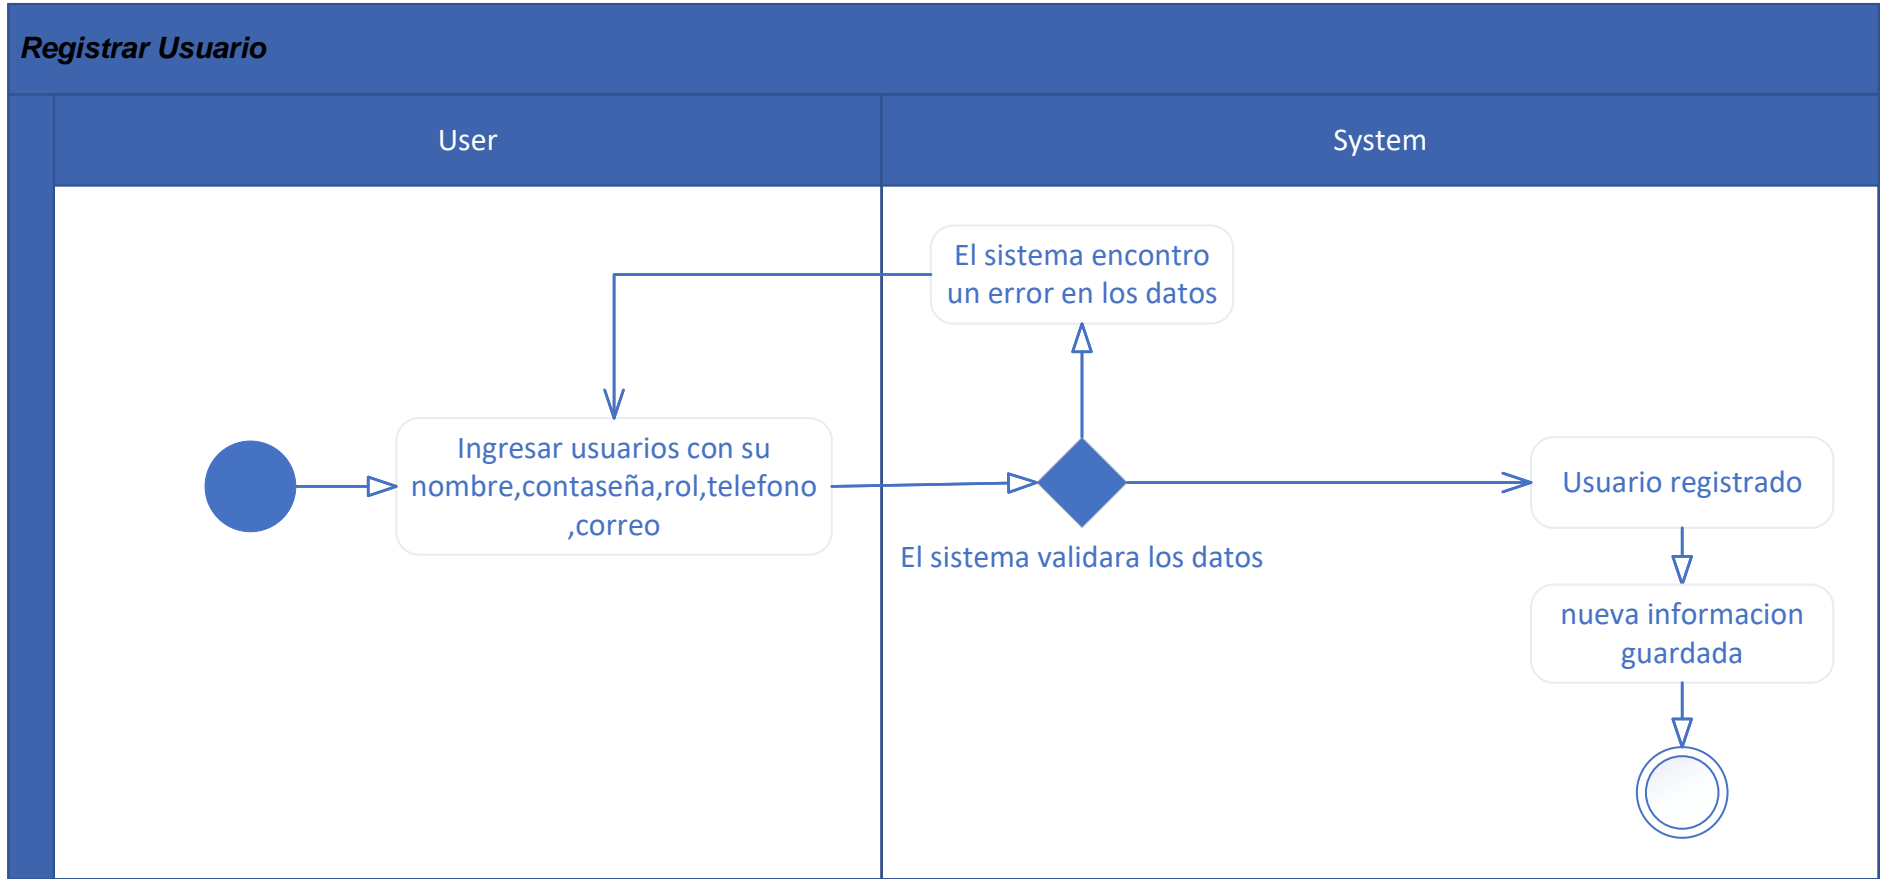 Registrar Usuario
User
System
El sistema encontro
un error en los datos
Ingresar usuarios con su
nombre,contaseña,rol,telefono
,correo
El sistema validara los datos
Usuario registrado
nueva informacion
guardada